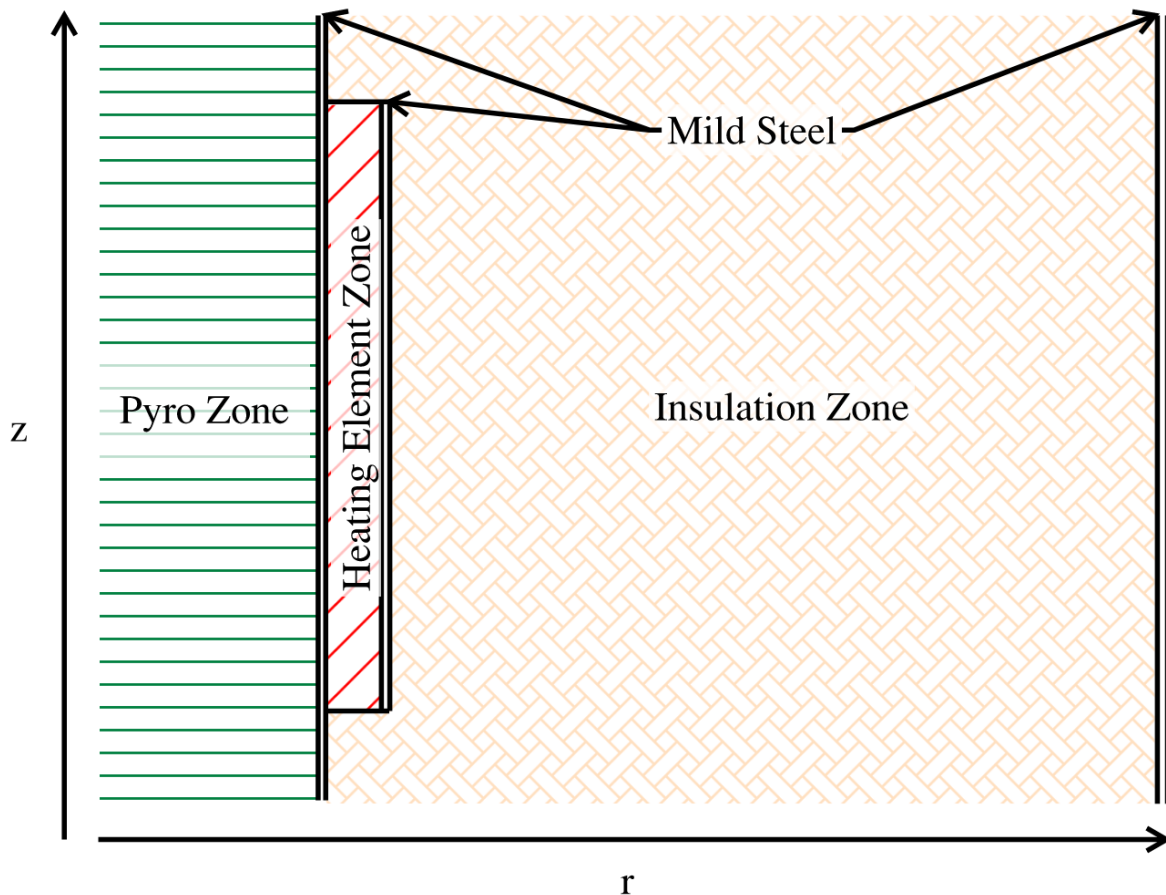 Mild Steel
Heating Element Zone
Pyro Zone
Insulation Zone
z
r